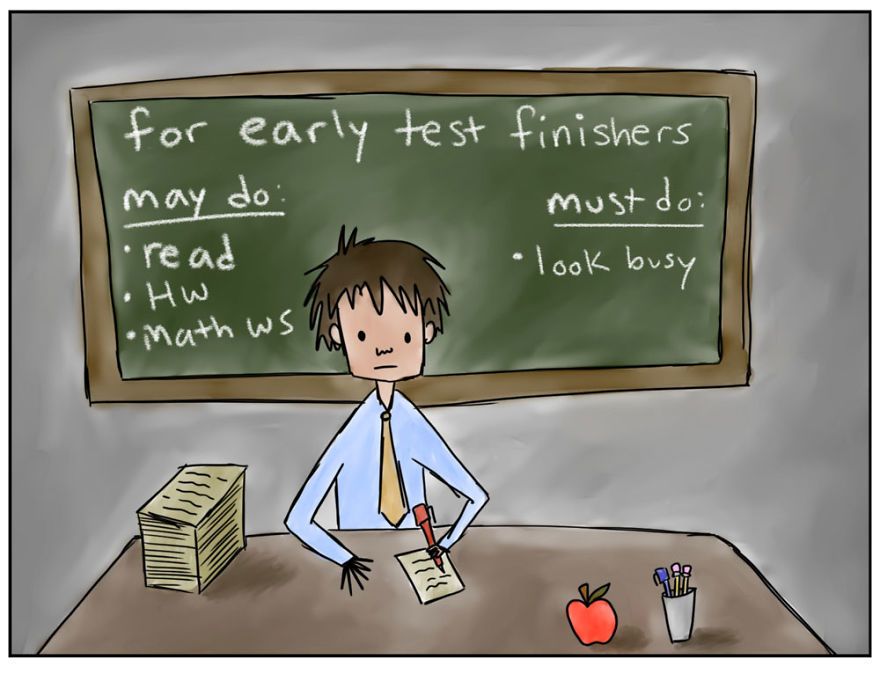 for early test finishers
may do:
• read
• HW
• math ws
must do:
• look busy